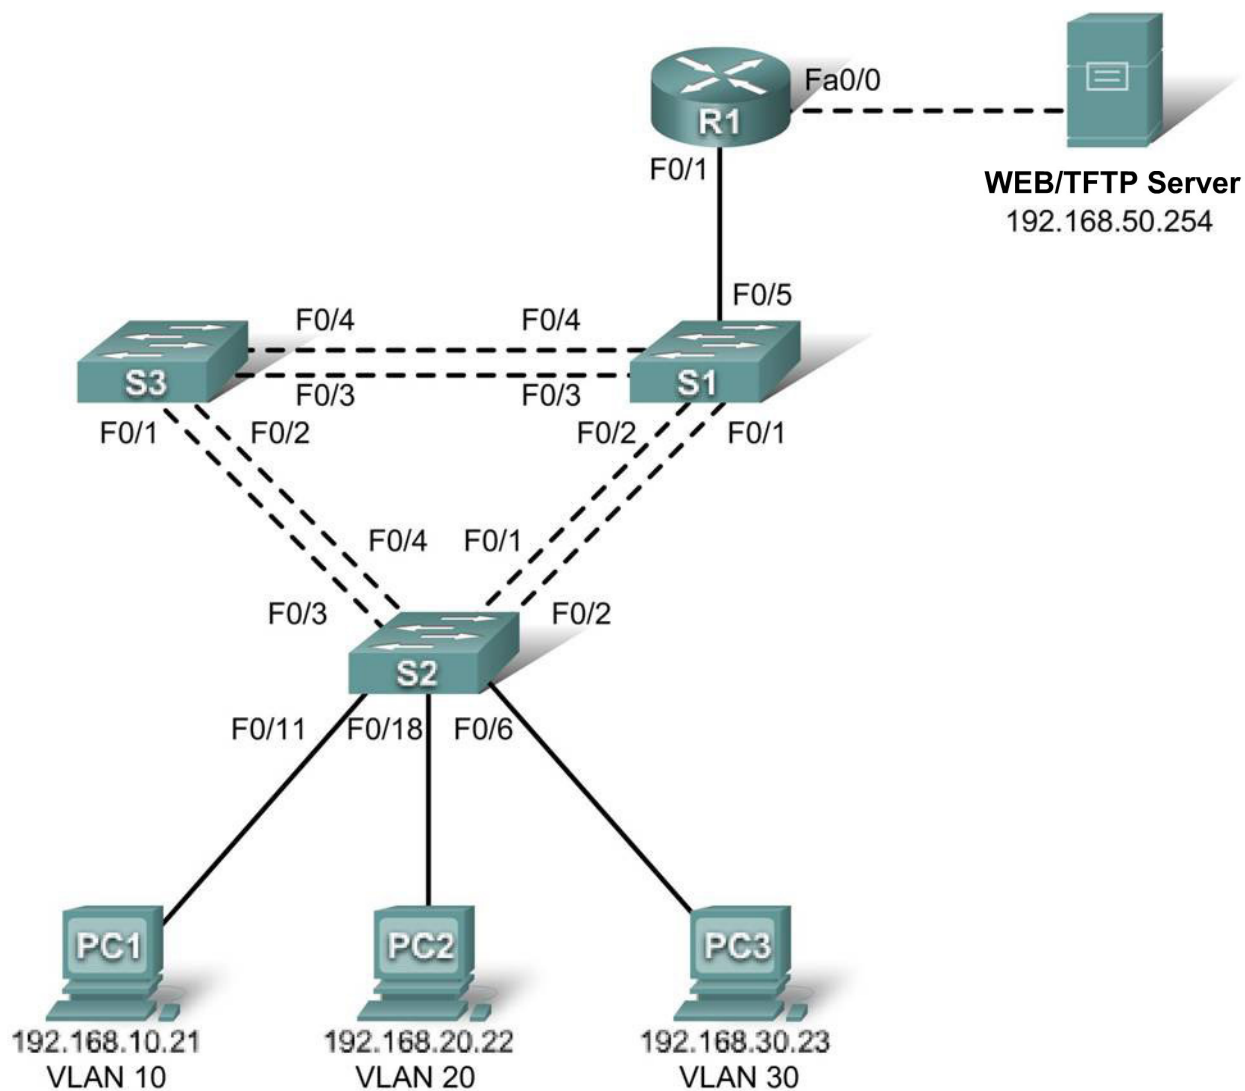 Fa0/0
R1
F0/1
WEB/TFTP Server
192.168.50.254
F0/5
F0/4
F0/4
S3
S1
F0/3
F0/3
F0/1
F0/2
F0/2
F0/1
F0/4
F0/1
F0/3
F0/2
S2
F0/11
F0/18
F0/6
PC1
PC2
PC3
192.168.10.21
192.168.20.22
192.168.30.23
VLAN 10
VLAN 20
VLAN 30